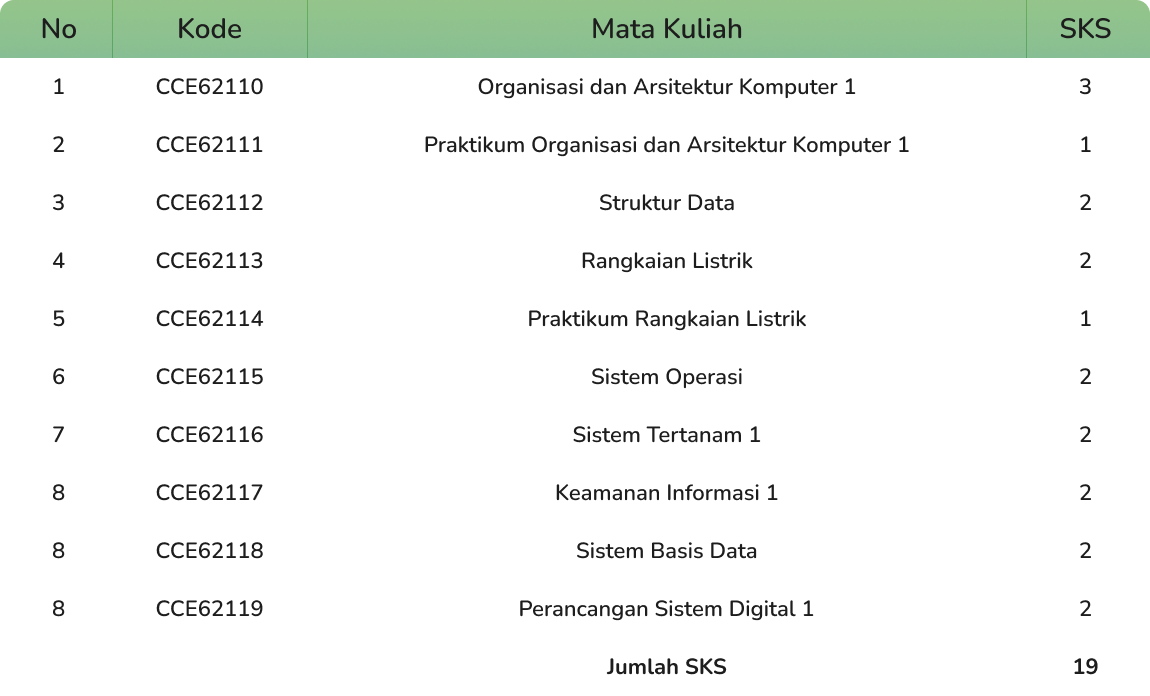 No Kode Mata Kuliah SKS
1 CCE62110 Organisasi dan Arsitektur Komputer 1 3
2 CCE62111 Praktikum Organisasi dan Arsitektur Komputer 1 1
3 CCE62112 Struktur Data 2
4 CCE62113 Rangkaian Listrik 2
5 CCE62114 Praktikum Rangkaian Listrik 1
6 CCE62115 Sistem Operasi 2
7 CCE62116 Sistem Tertanam 1 2
8 CCE62117 Keamanan Informasi 1 2
8 CCE62118 Sistem Basis Data 2
8 CCE62119 Perancangan Sistem Digital 1 2
Jumlah SKS 19